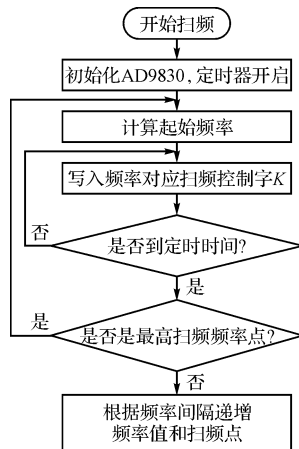 开始扫频
初始化AD9830,定时器开启
计算起始频率
写入频率对应扫频控制字K
否
是否到定时时间?
是
是
是否是最高扫频频率点?
否
根据频率间隔递增
频率值和扫频点